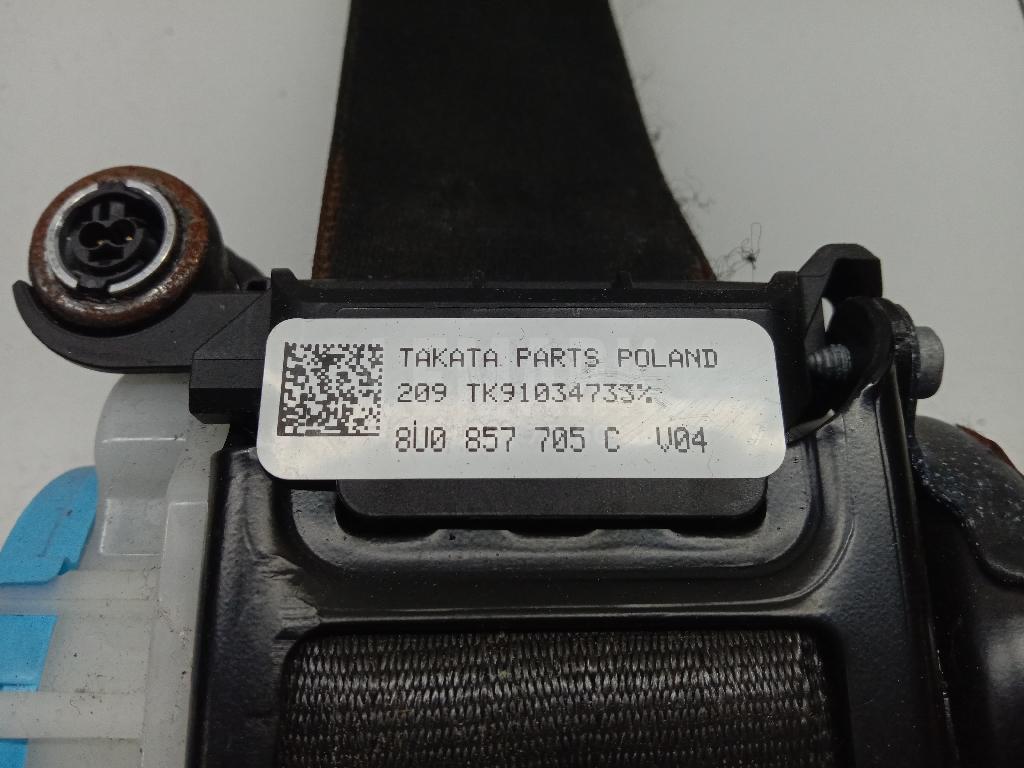 TAKATA PARTS POLAND
209 TK91034733%
8U0 857 705 C V04